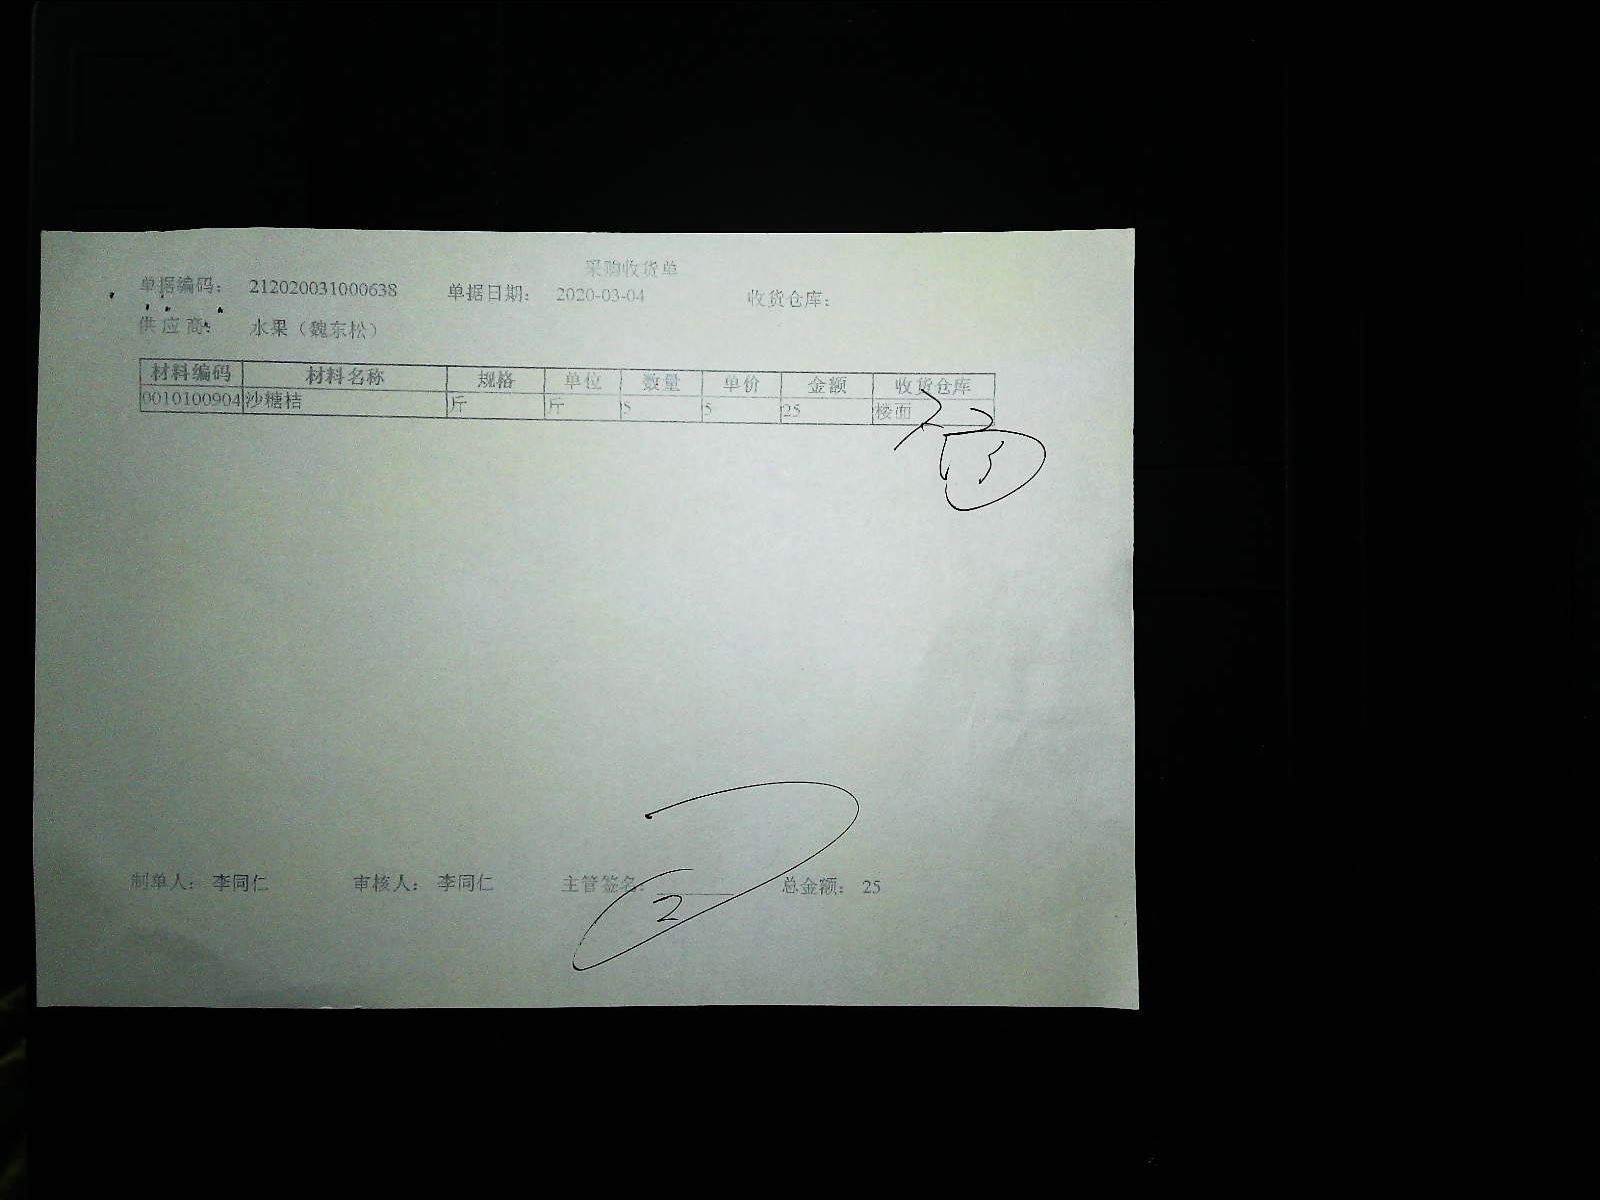 采购收货单
单据编码： 212020031000638 单据日期： 2020-03-04 收货仓库：
供应商： 水果（魏东松）
材料编码 材料名称 规格 单位 数量 单价 金额 收货仓库
0010100904 沙糖桔 斤 斤 5 5 25 楼面
制单人： 李同仁 审核人： 李同仁 主管签名： 总金额： 25
2